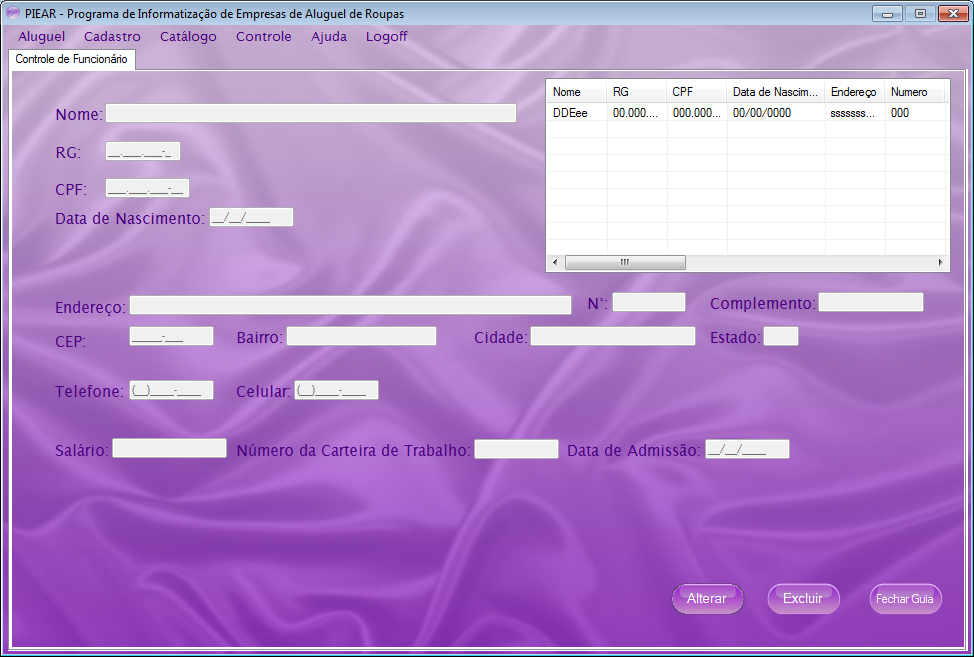 PIEAR - Programa de Informatização de Empresas de Aluguel de Roupas
Aluguel Cadastro Catálogo Controle Ajuda Logoff
Controle de Funcionário
Nome RG CPF Data de Nascim... Endereço Numero
DDEee 00.000.... 000.000... 00/00/0000 sssssss... 000
Nome:
RG: __.___.___-_
CPF: ___.___.___-__
Data de Nascimento: __/__/____
Endereço: N°: Complemento:
CEP: _____-___ Bairro: Cidade: Estado:
Telefone: (__)____-____ Celular: (__)____-____
Salário: Número da Carteira de Trabalho: Data de Admissão: __/__/____
Alterar Excluir Fechar Guia